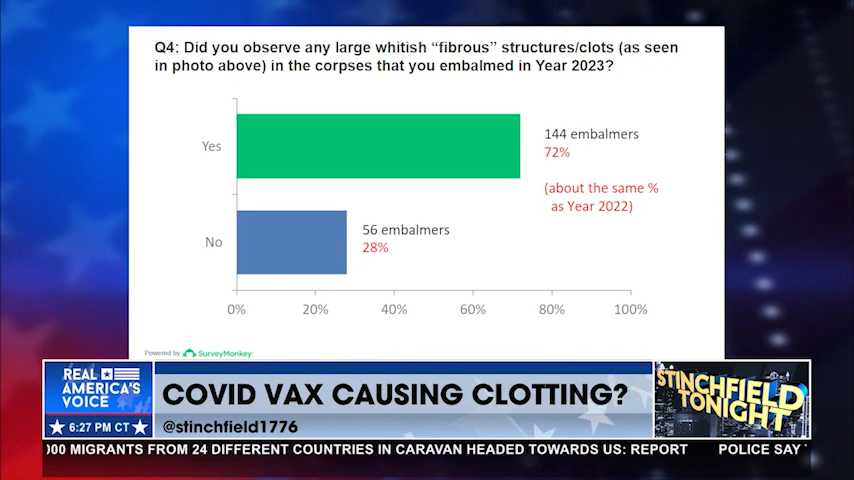 Q4: Did you observe any large whitish “fibrous” structures/clots (as seen
in photo above) in the corpses that you embalmed in Year 2023?
Yes
144 embalmers
72%
(about the same %
as Year 2022)
No
56 embalmers
28%
0%
20%
40%
60%
80%
100%
Powered by SurveyMonkey
REAL
AMERICA'S
VOICE
6:27 PM CT
COVID VAX CAUSING CLOTTING?
@stinchfield1776
STINCHFIELD
TONIGHT
000 MIGRANTS FROM 24 DIFFERENT COUNTRIES IN CARAVAN HEADED TOWARDS US: REPORT POLICE SAY